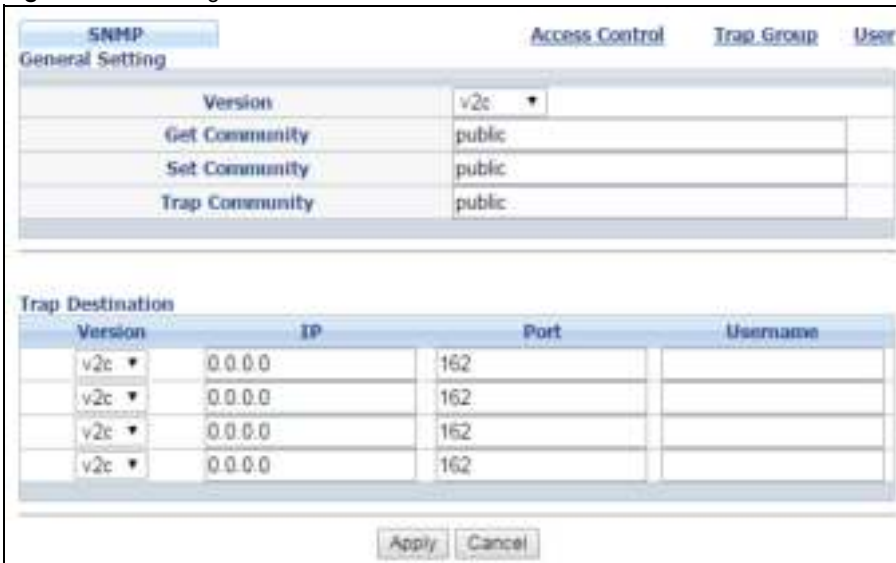 SNMP Access Control Trap Group User
General Setting
Version v2c
Get Community public
Set Community public
Trap Community public
Trap Destination
Version IP Port Username
v2c 0.0.0.0 162
v2c 0.0.0.0 162
v2c 0.0.0.0 162
v2c 0.0.0.0 162
Apply Cancel